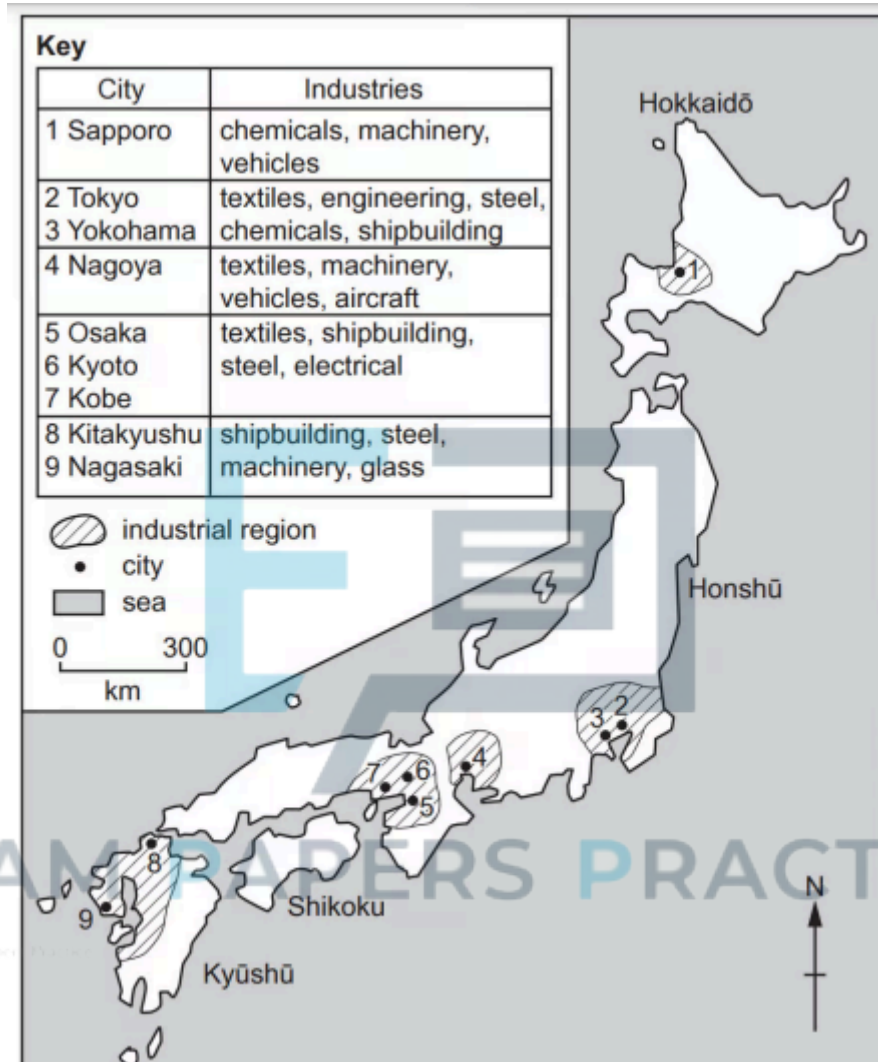 Key
City Industries
1 Sapporo chemicals, machinery,
vehicles
2 Tokyo textiles, engineering, steel,
3 Yokohama chemicals, shipbuilding
4 Nagoya textiles, machinery,
vehicles, aircraft
5 Osaka textiles, shipbuilding,
6 Kyoto steel, electrical
7 Kobe
8 Kitakyushu shipbuilding, steel,
9 Nagasaki machinery, glass
industrial region
city
sea
0 300
km
Hokkaidō
1
Honshū
2
3
4
6
7
5
8
AM PAPERS PRACT
N
9
Shikoku
Kyūshū